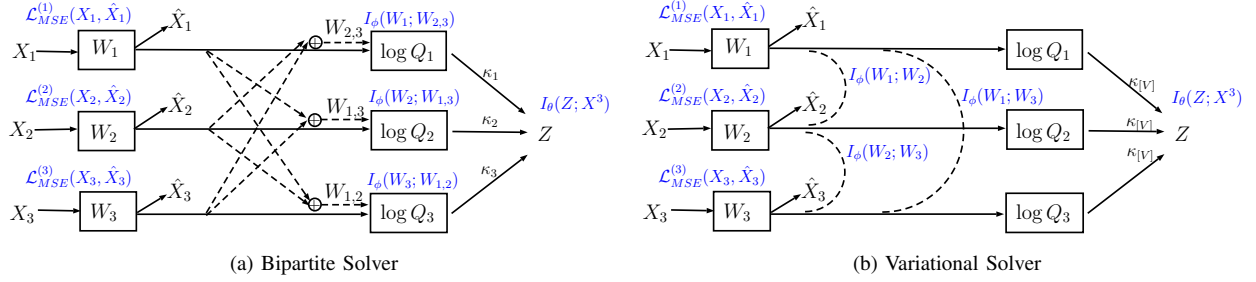 $\mathcal{L}_{MSE}^{(1)}(X_1, \hat{X}_1)$
$\hat{X}_1$
$X_1$
$W_1$
$W_{2,3}$
$I_\phi(W_1; W_{2,3})$
$\log Q_1$
$\kappa_1$
$\mathcal{L}_{MSE}^{(2)}(X_2, \hat{X}_2)$
$\hat{X}_2$
$X_2$
$W_2$
$W_{1,3}$
$I_\phi(W_2; W_{1,3})$
$\log Q_2$
$\kappa_2$
$I_\theta(Z; X^3)$
$Z$
$\mathcal{L}_{MSE}^{(3)}(X_3, \hat{X}_3)$
$\hat{X}_3$
$X_3$
$W_3$
$W_{1,2}$
$I_\phi(W_3; W_{1,2})$
$\log Q_3$
$\kappa_3$
(a) Bipartite Solver
$\mathcal{L}_{MSE}^{(1)}(X_1, \hat{X}_1)$
$\hat{X}_1$
$X_1$
$W_1$
$\log Q_1$
$\kappa_{[V]}$
$I_\phi(W_1; W_2)$
$I_\phi(W_1; W_3)$
$\mathcal{L}_{MSE}^{(2)}(X_2, \hat{X}_2)$
$\hat{X}_2$
$X_2$
$W_2$
$\log Q_2$
$\kappa_{[V]}$
$I_\theta(Z; X^3)$
$Z$
$I_\phi(W_2; W_3)$
$\mathcal{L}_{MSE}^{(3)}(X_3, \hat{X}_3)$
$\hat{X}_3$
$X_3$
$W_3$
$\log Q_3$
$\kappa_{[V]}$
(b) Variational Solver